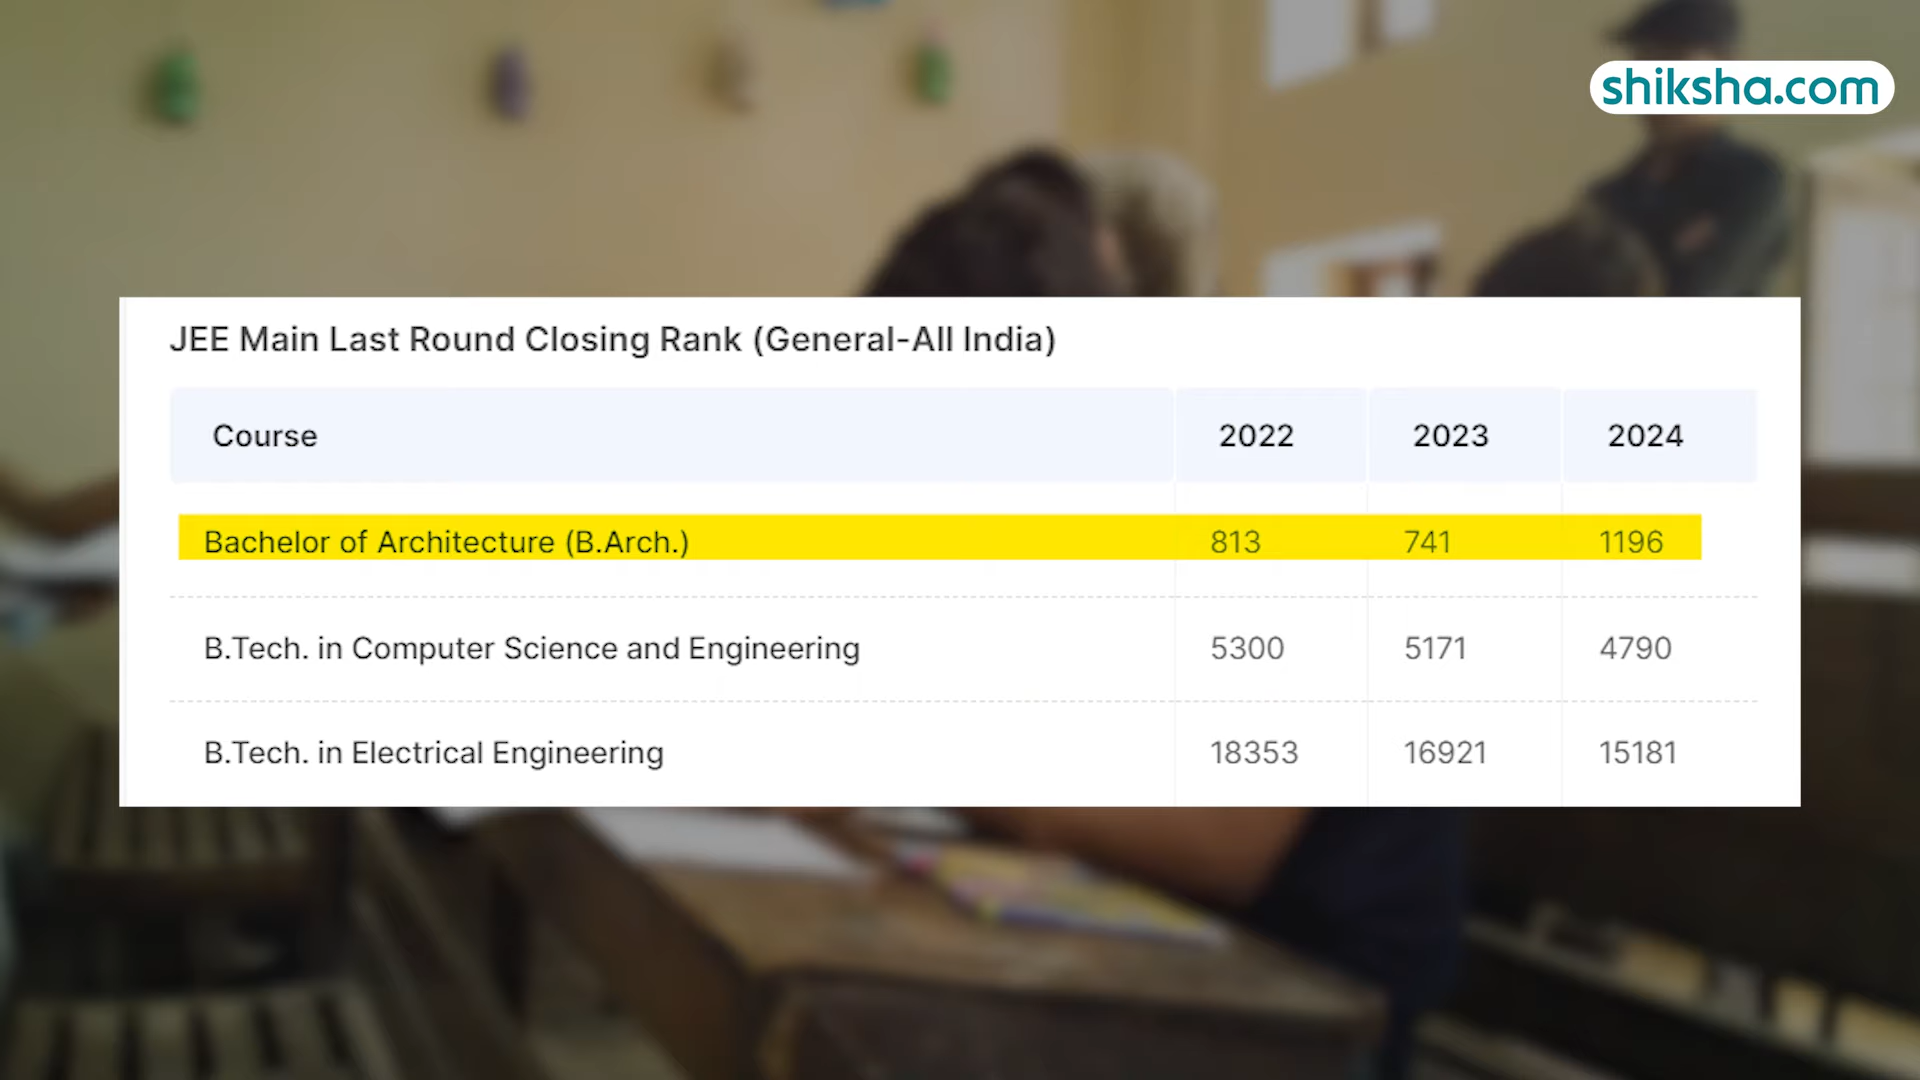 shiksha.com
JEE Main Last Round Closing Rank (General-All India)
Course 2022 2023 2024
Bachelor of Architecture (B.Arch.) 813 741 1196
B.Tech. in Computer Science and Engineering 5300 5171 4790
B.Tech. in Electrical Engineering 18353 16921 15181